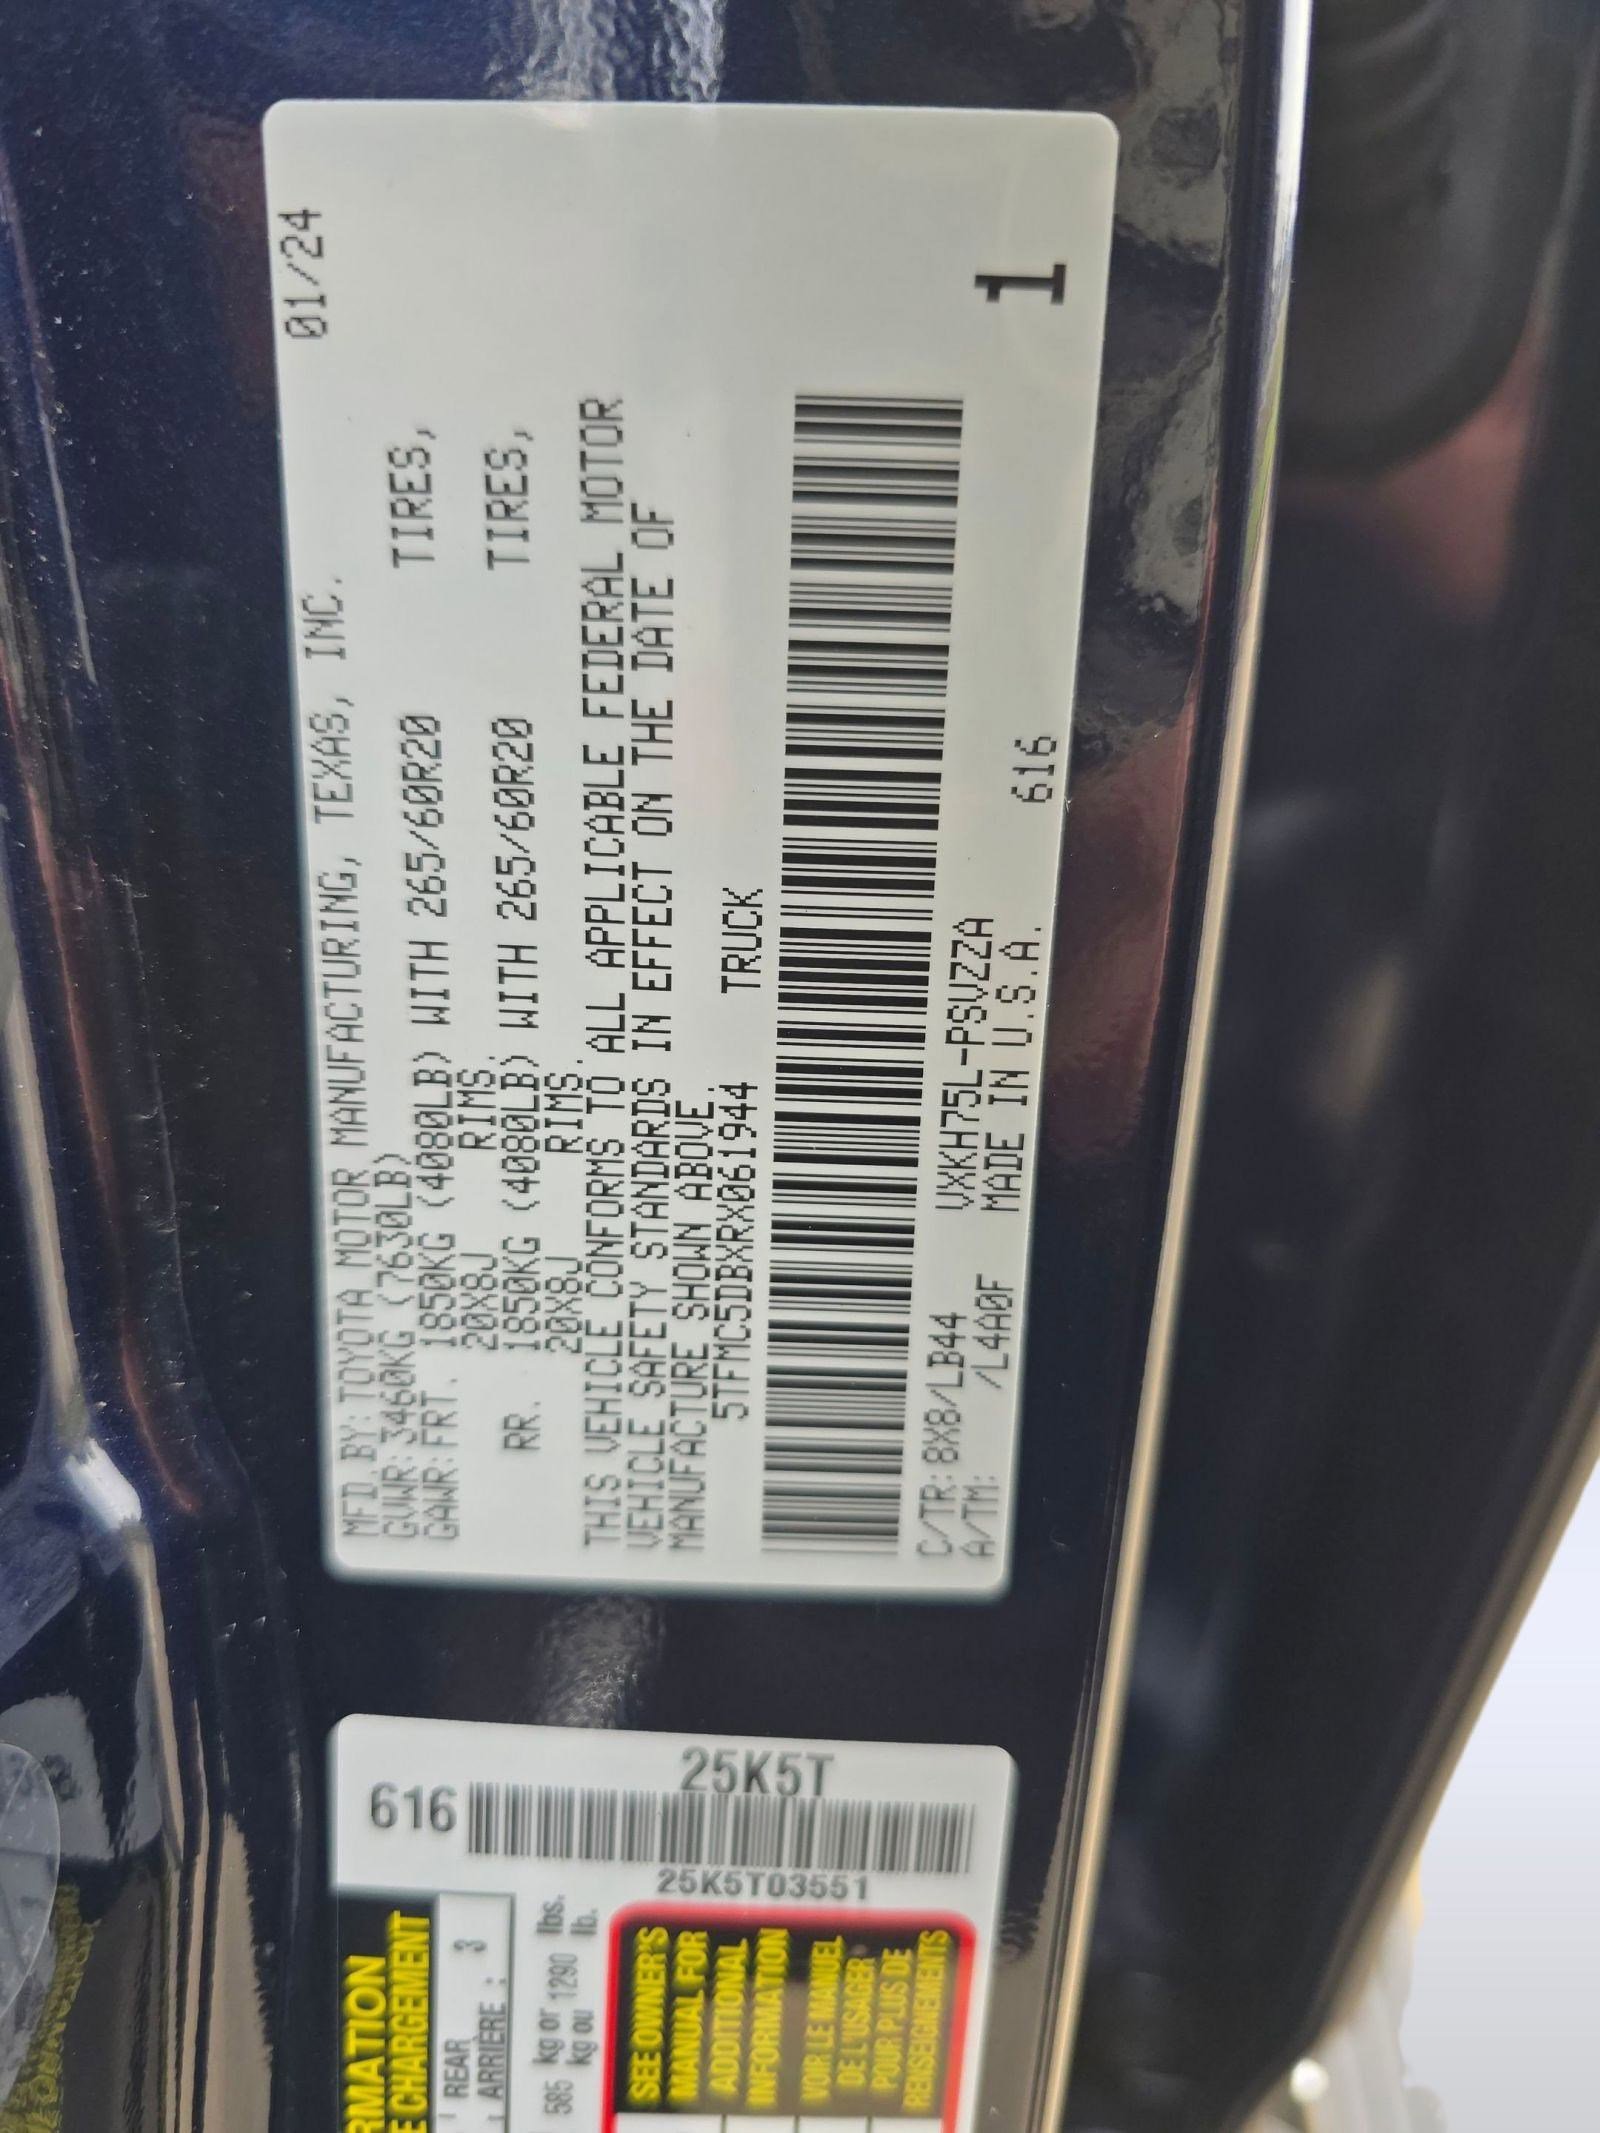 01/24
MFD.BY: TOYOTA MOTOR MANUFACTURING, TEXAS, INC.
GVWR: 3460KG (7630LB)
GAWR: FRT. 1850KG (4080LB) WITH 265/60R20 TIRES,
20X8J RIMS
RR. 1850KG (4080LB) WITH 265/60R20 TIRES,
20X8J RIMS.
THIS VEHICLE CONFORMS TO ALL APPLICABLE FEDERAL MOTOR
VEHICLE SAFETY STANDARDS IN EFFECT ON THE DATE OF
MANUFACTURE SHOWN ABOVE.
5TFMC5DBXRX061944 TRUCK
C/TR: 8X8/LB44 VXKH75L-PSVZZA
A/TM: /L4A0F MADE IN U.S.A. 616
1
616
25K5T
25K5T03551
RMATION
E CHARGEMENT
REAR
ARRIÈRE : 3
585 kg or 1290 lbs.
kg ou lb.
SEE OWNER'S
MANUAL FOR
ADDITIONAL
INFORMATION
VOIR LE MANUEL
DE L'USAGER
POUR PLUS DE
RENSEIGNEMENTS